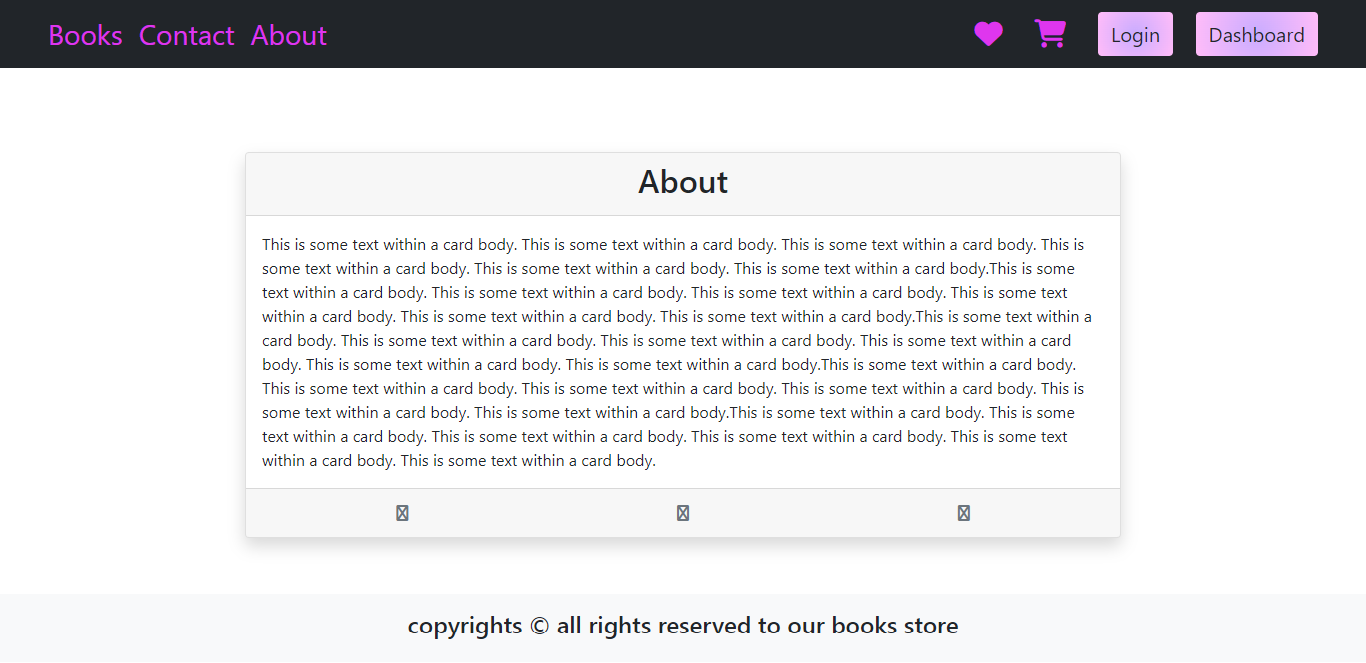 Books Contact About Login Dashboard
About
This is some text within a card body. This is some text within a card body. This is some text within a card body. This is
some text within a card body. This is some text within a card body. This is some text within a card body.This is some
text within a card body. This is some text within a card body. This is some text within a card body. This is some text
within a card body. This is some text within a card body. This is some text within a card body.This is some text within a
card body. This is some text within a card body. This is some text within a card body. This is some text within a card
body. This is some text within a card body. This is some text within a card body.This is some text within a card body.
This is some text within a card body. This is some text within a card body. This is some text within a card body. This is
some text within a card body. This is some text within a card body.This is some text within a card body. This is some
text within a card body. This is some text within a card body. This is some text within a card body. This is some text
within a card body. This is some text within a card body.
copyrights © all rights reserved to our books store